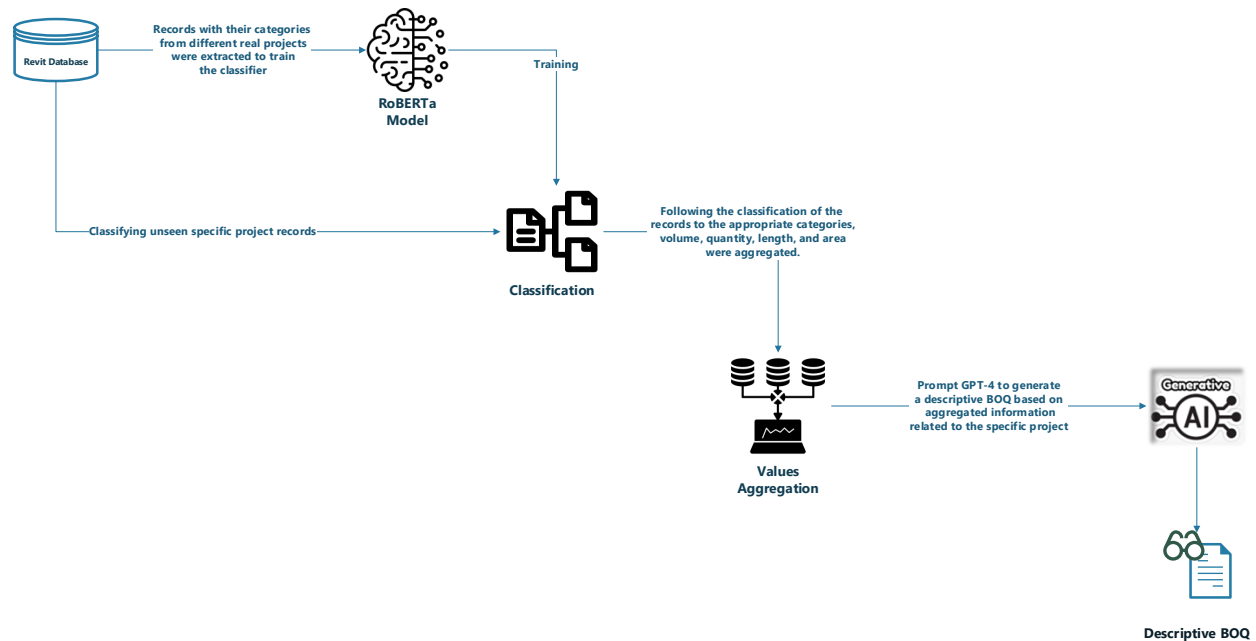 Revit Database
Records with their categories
from different real projects
were extracted to train
the classifier
RoBERTa
Model
Training
Classifying unseen specific project records
Classification
Following the classification of the
records to the appropriate categories,
volume, quantity, length, and area
were aggregated.
Values
Aggregation
Prompt GPT-4 to generate
a descriptive BOQ based on
aggregated information
related to the specific project
Generative
AI
Descriptive BOQ